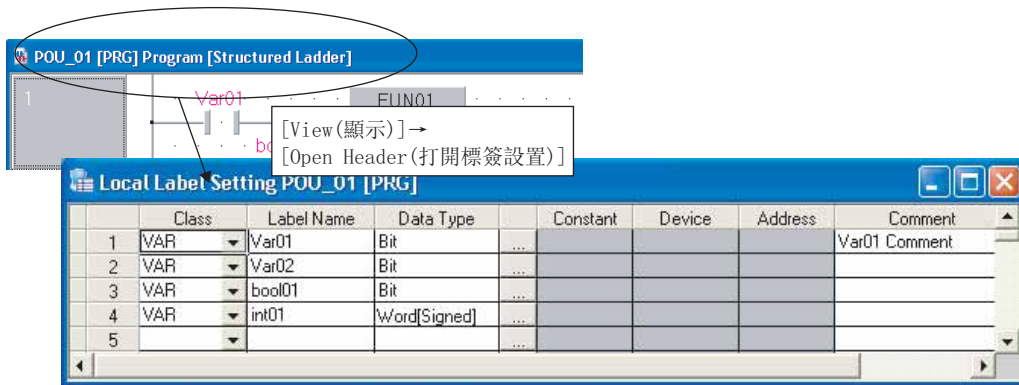 POU_01 [PRG] Program [Structured Ladder]
1
Var01
FUN01
[View(顯示)]→
[Open Header(打開標簽設置)]
Local Label Setting POU_01 [PRG]
Class Label Name Data Type Constant Device Address Comment
1 VAR Var01 Bit ... Var01 Comment
2 VAR Var02 Bit ...
3 VAR bool01 Bit ...
4 VAR int01 Word[Signed] ...
5 ...